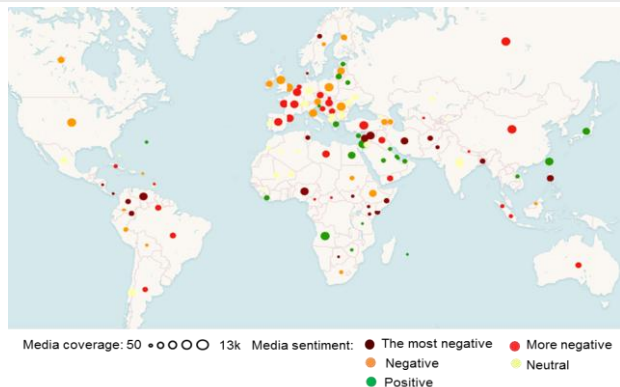 Media coverage: 50 13k Media sentiment: The most negative More negative
Negative Neutral
Positive